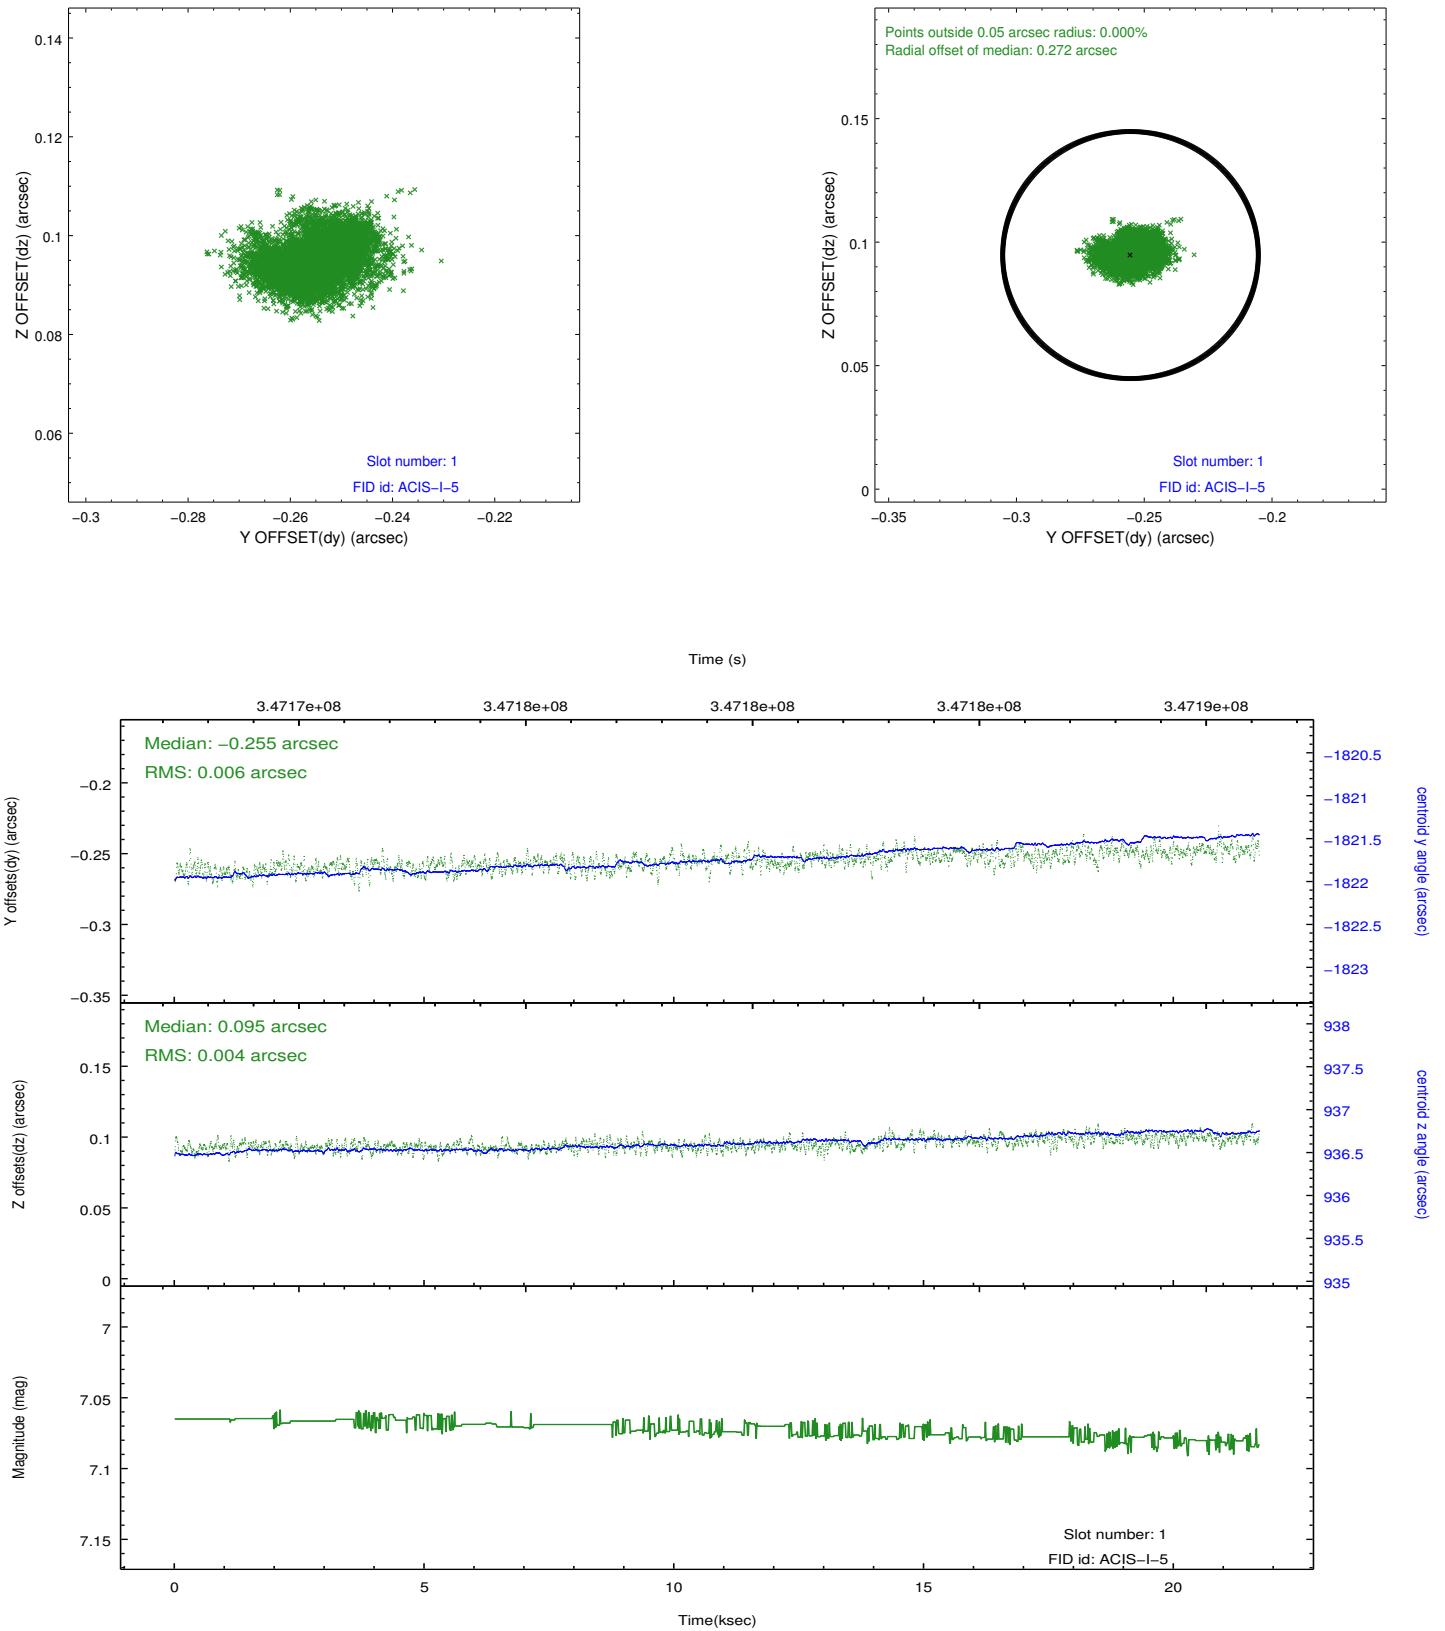 0.14
0.12
0.1
0.08
0.06
Z OFFSET(dz) (arcsec)
Slot number: 1
FID id: ACIS−I−5
−0.3
−0.28
−0.26
−0.24
−0.22
Y OFFSET(dy) (arcsec)
Points outside 0.05 arcsec radius: 0.000%
Radial offset of median: 0.272 arcsec
0.15
0.1
0.05
0
Z OFFSET(dz) (arcsec)
Slot number: 1
FID id: ACIS−I−5
−0.35
−0.3
−0.25
−0.2
Y OFFSET(dy) (arcsec)
Time (s)
3.4717e+08
3.4718e+08
3.4718e+08
3.4718e+08
3.4719e+08
Median: −0.255 arcsec
RMS: 0.006 arcsec
−0.2
−0.25
−0.3
−0.35
Y offsets(dy) (arcsec)
−1820.5
−1821
−1821.5
−1822
−1822.5
−1823
centroid y angle (arcsec)
Median: 0.095 arcsec
RMS: 0.004 arcsec
0.15
0.1
0.05
0
Z offsets(dz) (arcsec)
938
937.5
937
936.5
936
935.5
935
centroid z angle (arcsec)
7
7.05
7.1
7.15
Magnitude (mag)
Slot number: 1
FID id: ACIS−I−5
0
5
10
15
20
Time(ksec)